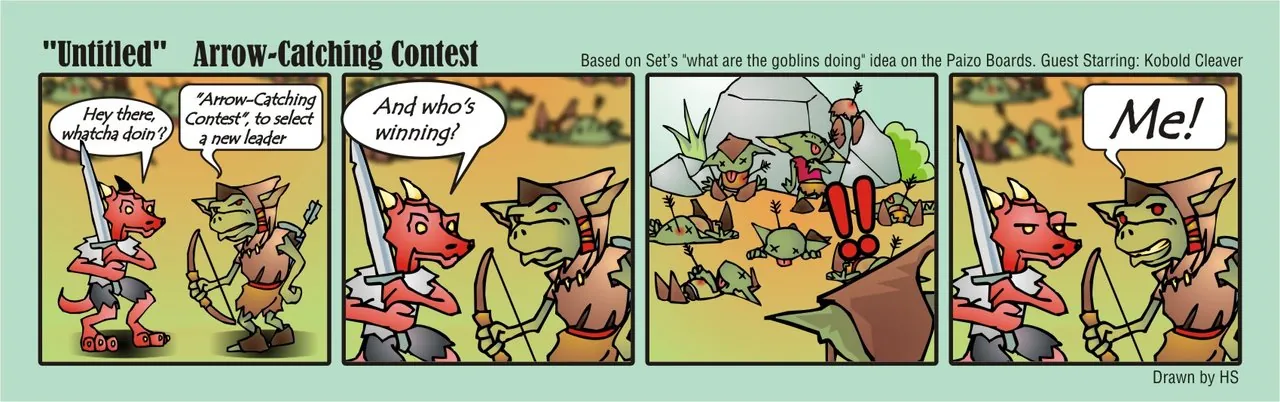 "Untitled" Arrow-Catching Contest
Based on Set's "what are the goblins doing" idea on the Paizo Boards. Guest Starring: Kobold Cleaver
Hey there,
whatcha doin'?
"Arrow-Catching
Contest", to select
a new leader
And who's
winning?
!!
Me!
Drawn by HS